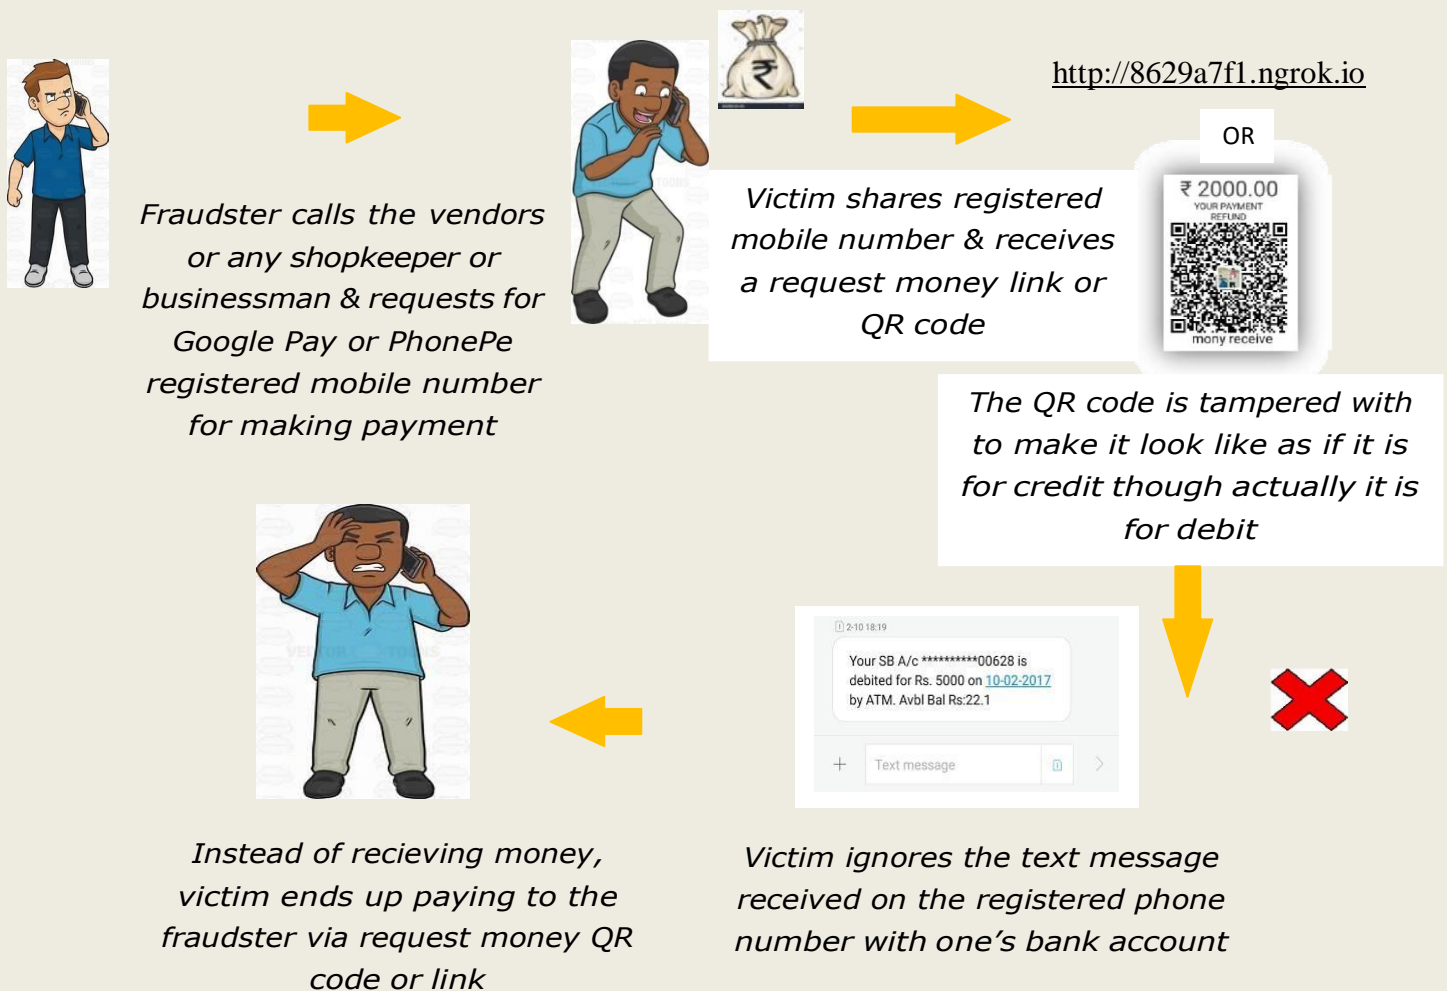 http://8629a7f1.ngrok.io
OR
₹ 2000.00
YOUR PAYMENT
REFUND
mony receive
Fraudster calls the vendors
or any shopkeeper or
businessman & requests for
Google Pay or PhonePe
registered mobile number
for making payment
Victim shares registered
mobile number & receives
a request money link or
QR code
The QR code is tampered with
to make it look like as if it is
for credit though actually it is
for debit
2-10 18:19
Your SB A/c **********00628 is
debited for Rs. 5000 on 10-02-2017
by ATM. Avbl Bal Rs:22.1
Text message
Victim ignores the text message
received on the registered phone
number with one’s bank account
Instead of recieving money,
victim ends up paying to the
fraudster via request money QR
code or link